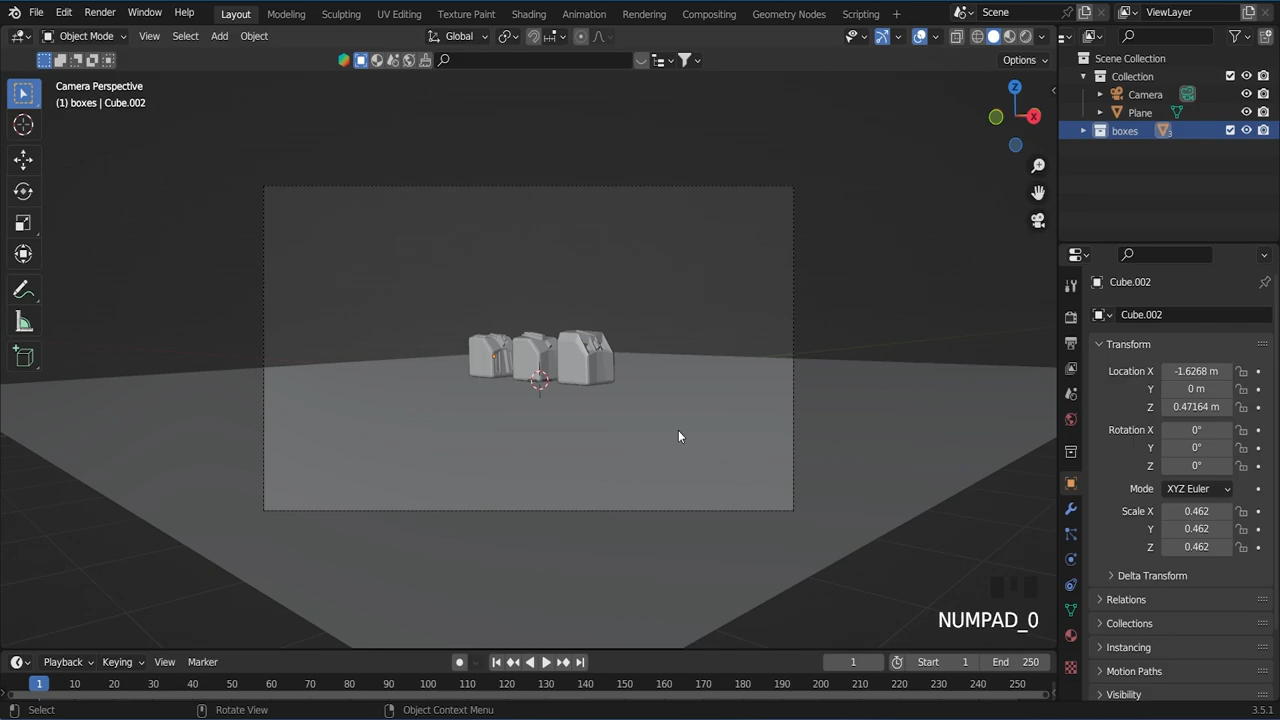 File Edit Render Window Help Layout Modeling Sculpting UV Editing Texture Paint Shading Animation Rendering Compositing Geometry Nodes Scripting + Scene ViewLayer
Object Mode View Select Add Object Global
Options
Camera Perspective
(1) boxes | Cube.002
Z
X
Scene Collection
Collection
Camera
Plane
boxes 3
Cube.002
Cube.002
Transform
Location X -1.6268 m
Y 0 m
Z 0.47164 m
Rotation X 0°
Y 0°
Z 0°
Mode XYZ Euler
Scale X 0.462
Y 0.462
Z 0.462
Delta Transform
Relations
Collections
Instancing
Motion Paths
Visibility
NUMPAD_0
Playback Keying View Marker 1 Start 1 End 250
1 10 20 30 40 50 60 70 80 90 100 110 120 130 140 150 160 170 180 190 200 210 220 230 240 250
Select Rotate View Object Context Menu 3.5.1